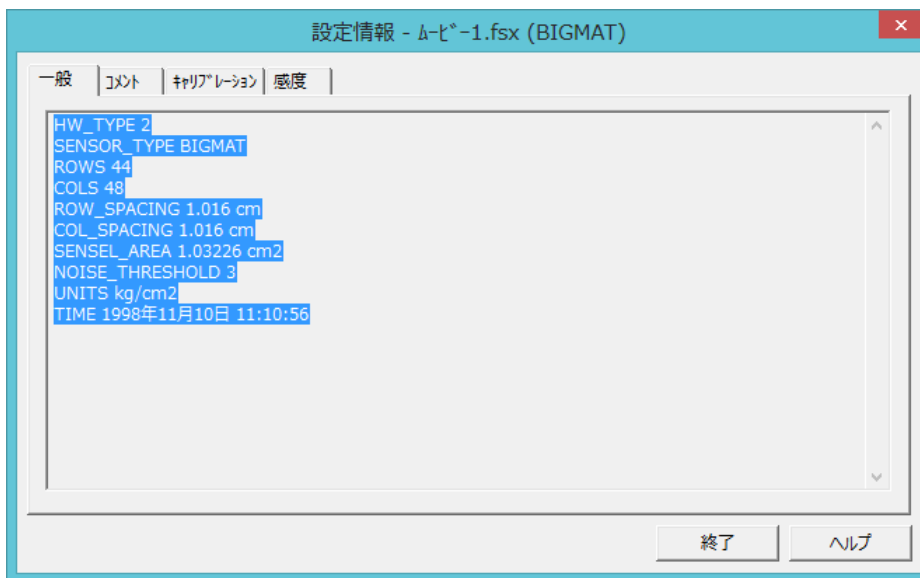 設定情報 - ﾑｰﾋﾞｰ1.fsx (BIGMAT)
一般 ｺﾒﾝﾄ ｷｬﾘﾌﾞﾚｰｼｮﾝ 感度
HW_TYPE 2
SENSOR_TYPE BIGMAT
ROWS 44
COLS 48
ROW_SPACING 1.016 cm
COL_SPACING 1.016 cm
SENSEL_AREA 1.03226 cm2
NOISE_THRESHOLD 3
UNITS kg/cm2
TIME 1998年11月10日 11:10:56
終了 ヘルプ